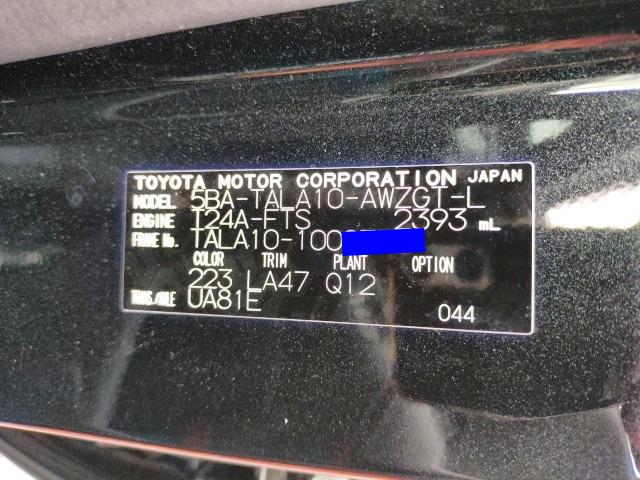 TOYOTA MOTOR CORPORATION JAPAN
MODEL 5BA-TALA10-AWZGT-L
ENGINE T24A-FTS 2393 mL
FRAME No. TALA10-100
COLOR TRIM PLANT OPTION
223 LA47 Q12
TRANS/AXLE UA81E
044